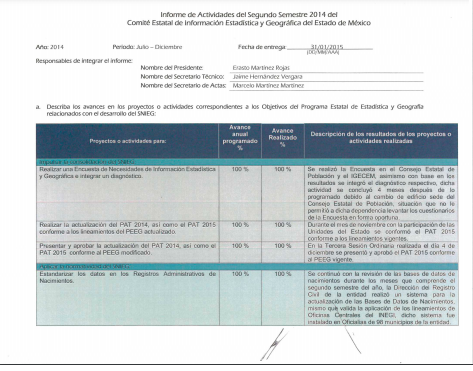 Informe de Actividades del Segundo Semestre 2014 del
Comité Estatal de Información Estadística y Geográfica del Estado de México
Año: 2014 Periodo: Julio – Diciembre Fecha de entrega: 31/01/2015
(DD/MM/AAA)
Responsables de integrar el informe:
Nombre del Presidente: Erasto Martínez Rojas
Nombre del Secretario Técnico: Jaime Hernández Vergara
Nombre del Secretario de Actas: Marcelo Martínez Martínez
a. Describa los avances en los proyectos o actividades correspondientes a los Objetivos del Programa Estatal de Estadística y Geografía
relacionados con el desarrollo del SNIEG:
Proyectos o actividades para:
Avance
anual
programado
%
Avance
Realizado
%
Descripción de los resultados de los proyectos o
actividades realizadas
Realizar una Encuesta de Necesidades de Información Estadística
y Geográfica e integrar un diagnóstico.
100 %
100 %
Se realizó la Encuesta en el Consejo Estatal de
Población y el IGECEM, asimismo con base en los
resultados se integró el diagnóstico respectivo, dicha
actividad se concluyó 4 meses después de lo
programado debido al cambio de edificio sede del
Consejo Estatal de Población, situación que no le
permitió a dicha dependencia levantar los cuestionarios
de la Encuesta en forma oportuna.
Realizar la actualización del PAT 2014, así como el PAT 2015
conforme a los lineamientos del PEEG actualizado.
100 %
100 %
Durante el mes de noviembre con la participación de las
Unidades del Estado se conformó el PAT 2015
conforme a los lineamientos vigentes.
Presentar y aprobar la actualización del PAT 2014, así como el
PAT 2015 conforme al PEEG modificado.
100 %
100 %
En la Tercera Sesión Ordinaria realizada el día 4 de
diciembre se presentó y aprobó el PAT 2015 conforme
al PEEG vigente.
Estandarizar los datos en los Registros Administrativos de
Nacimientos.
100 %
100 %
Se continuó con la revisión de las bases de datos de
nacimientos durante los meses que comprende el
segundo semestre del año, la Dirección del Registro
Civil de la entidad realizó un sistema para la
actualización de las Bases de Datos de Nacimientos,
mismo que valida la aplicación de los lineamientos de
Oficinas Centrales del INEGI, dicho sistema fue
instalado en Oficialías de 98 municipios de la entidad.